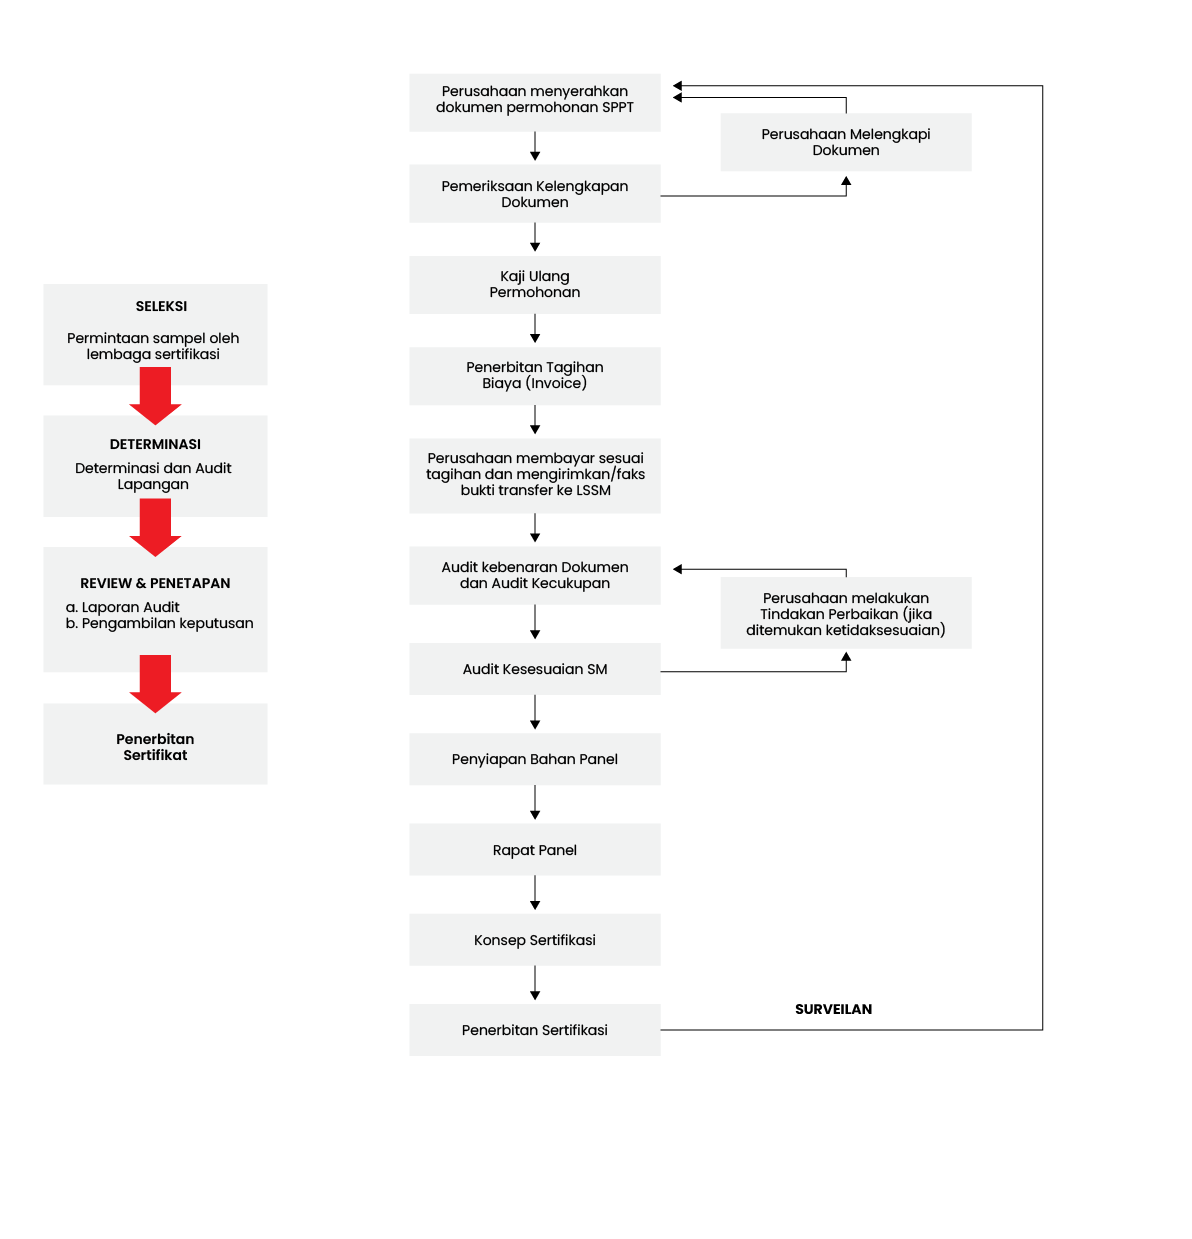 SELEKSI
Permintaan sampel oleh
lembaga sertifikasi
DETERMINASI
Determinasi dan Audit
Lapangan
REVIEW & PENETAPAN
a. Laporan Audit
b. Pengambilan keputusan
Penerbitan
Sertifikat
Perusahaan menyerahkan
dokumen permohonan SPPT
Perusahaan Melengkapi
Dokumen
Pemeriksaan Kelengkapan
Dokumen
Kaji Ulang
Permohonan
Penerbitan Tagihan
Biaya (Invoice)
Perusahaan membayar sesuai
tagihan dan mengirimkan/faks
bukti transfer ke LSSM
Audit kebenaran Dokumen
dan Audit Kecukupan
Perusahaan melakukan
Tindakan Perbaikan (jika
ditemukan ketidaksesuaian)
Audit Kesesuaian SM
Penyiapan Bahan Panel
Rapat Panel
Konsep Sertifikasi
Penerbitan Sertifikasi
SURVEILAN